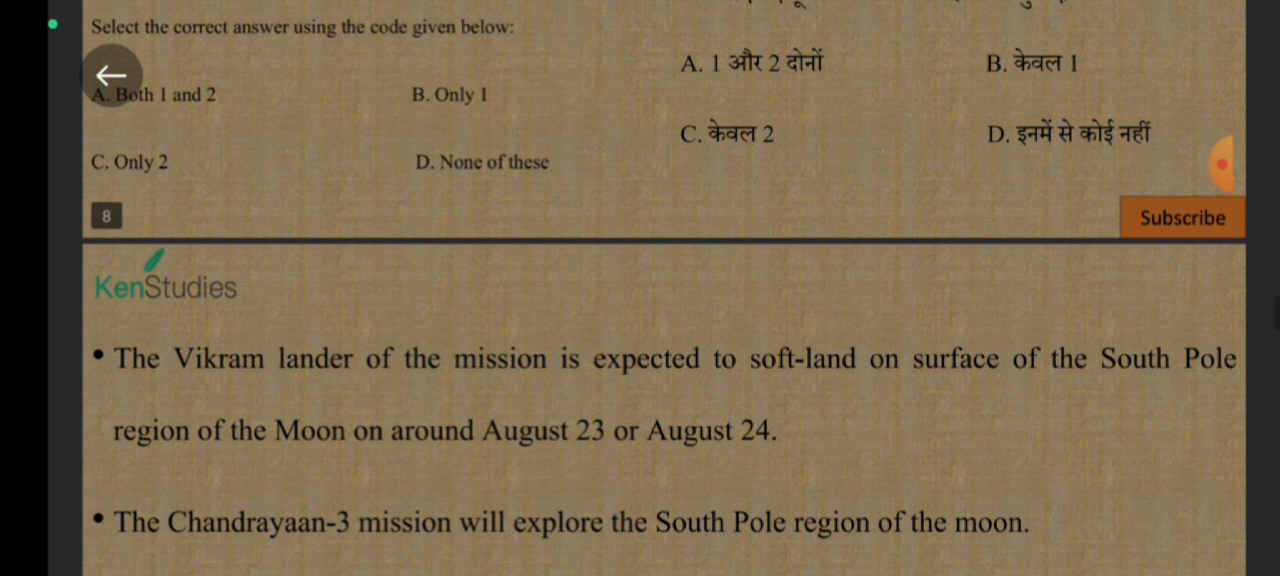 Select the correct answer using the code given below:
A. Both 1 and 2
B. Only 1
C. Only 2
D. None of these
A. 1 और 2 दोनों
B. केवल 1
C. केवल 2
D. इनमें से कोई नहीं
8
Subscribe
KenStudies
• The Vikram lander of the mission is expected to soft-land on surface of the South Pole
region of the Moon on around August 23 or August 24.
• The Chandrayaan-3 mission will explore the South Pole region of the moon.